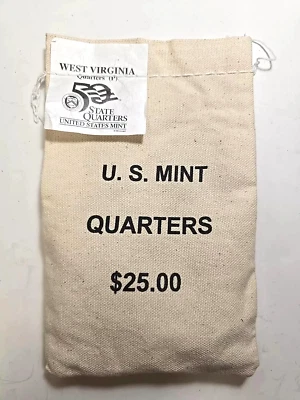 WEST VIRGINIA
Quarters (P)
50
STATE
QUARTERS
UNITED STATES MINT
U. S. MINT
QUARTERS
$25.00